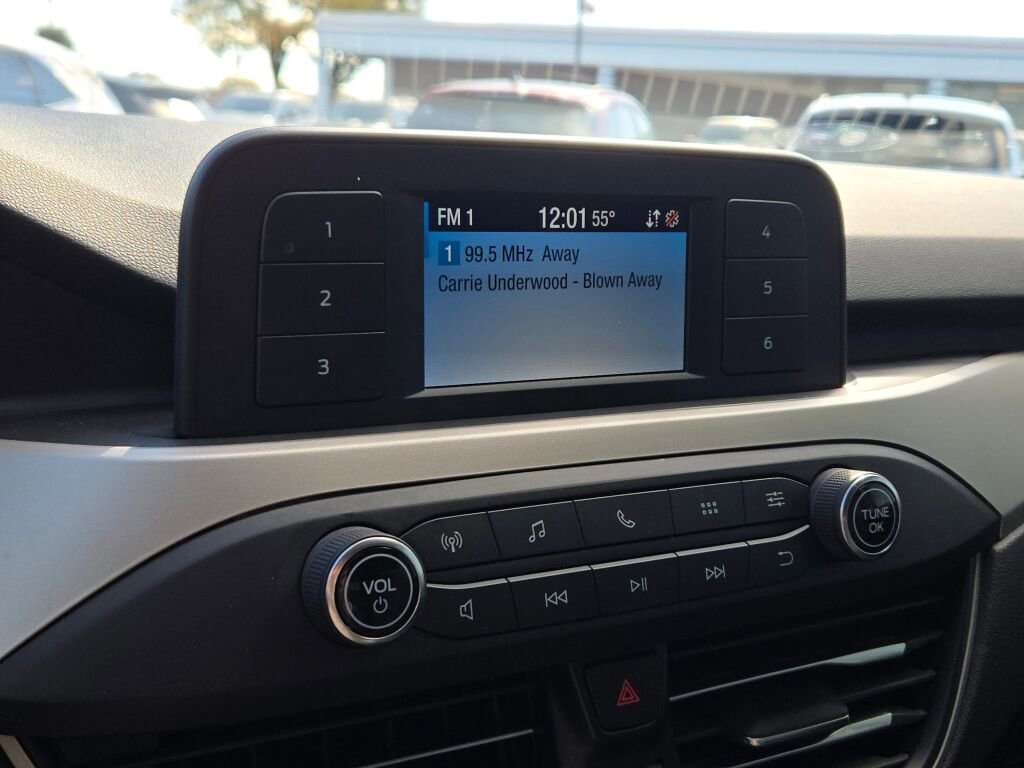 FM 1 12:01 55°
1 99.5 MHz Away
Carrie Underwood - Blown Away
1
2
3
4
5
6
VOL
TUNE
OK